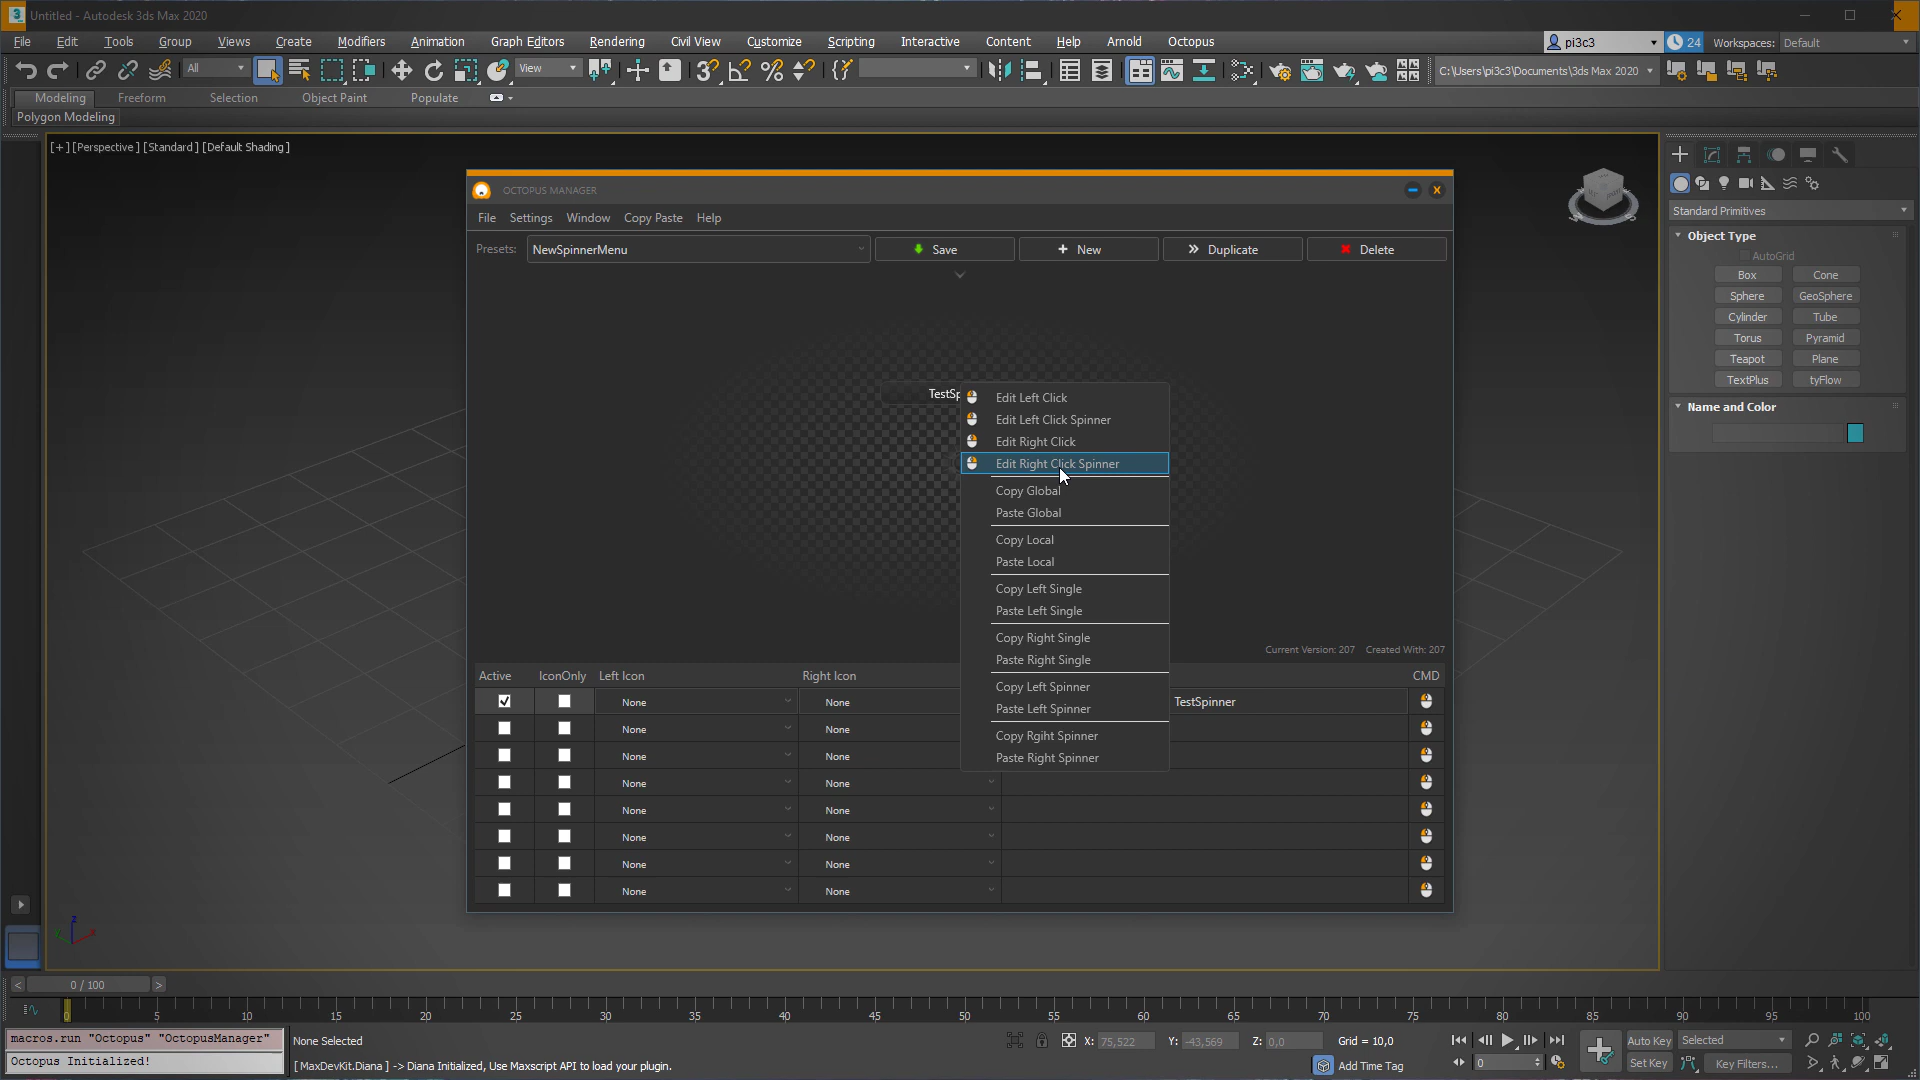 Untitled - Autodesk 3ds Max 2020
File Edit Tools Group Views Create Modifiers Animation Graph Editors Rendering Civil View Customize Scripting Interactive Content Help Arnold Octopus
pi3c3 24 Workspaces: Default
All View C:\Users\pi3c3\Documents\3ds Max 2020
Modeling Freeform Selection Object Paint Populate
Polygon Modeling
[+] [Perspective ] [Standard ] [Default Shading ]
OCTOPUS MANAGER
File Settings Window Copy Paste Help
Presets: NewSpinnerMenu Save New Duplicate Delete
TestSp
Edit Left Click
Edit Left Click Spinner
Edit Right Click
Edit Right Click Spinner
Copy Global
Paste Global
Copy Local
Paste Local
Copy Left Single
Paste Left Single
Copy Right Single
Paste Right Single
Copy Left Spinner
Paste Left Spinner
Copy Rgiht Spinner
Paste Right Spinner
Current Version: 207 Created With: 207
Active IconOnly Left Icon Right Icon CMD
None None TestSpinner
None None
None None
None None
None None
None None
None None
None None
Standard Primitives
Object Type
AutoGrid
Box Cone
Sphere GeoSphere
Cylinder Tube
Torus Pyramid
Teapot Plane
TextPlus tyFlow
Name and Color
z
0 / 100
0 5 10 15 20 25 30 35 40 45 50 55 60 65 70 75 80 85 90 95 100
macros.run "Octopus" "OctopusManager"
Octopus Initialized!
None Selected
[ MaxDevKit.Diana ] -> Diana Initialized, Use Maxscript API to load your plugin.
X: 75,522 Y: -43,569 Z: 0,0 Grid = 10,0
Add Time Tag
0
Auto Key Selected
Set Key Key Filters...